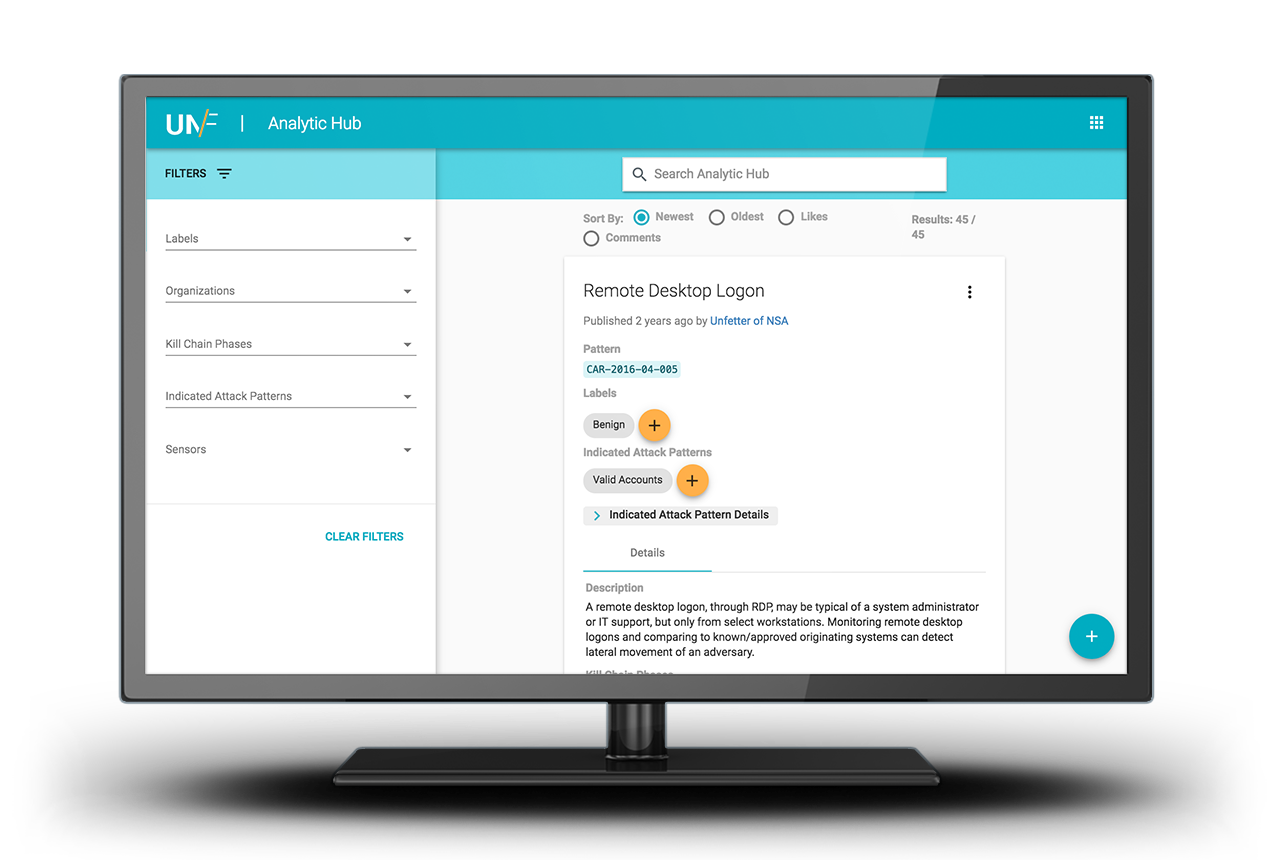 UNF | Analytic Hub
FILTERS
Search Analytic Hub
Labels
Organizations
Kill Chain Phases
Indicated Attack Patterns
Sensors
CLEAR FILTERS
Sort By: Newest Oldest Likes
Comments
Results: 45 /
45
Remote Desktop Logon
Published 2 years ago by Unfetter of NSA
Pattern
CAR-2016-04-005
Labels
Benign +
Indicated Attack Patterns
Valid Accounts +
Indicated Attack Pattern Details
Details
Description
A remote desktop logon, through RDP, may be typical of a system administrator
or IT support, but only from select workstations. Monitoring remote desktop
logons and comparing to known/approved originating systems can detect
lateral movement of an adversary.
Kill Chain Phases
+